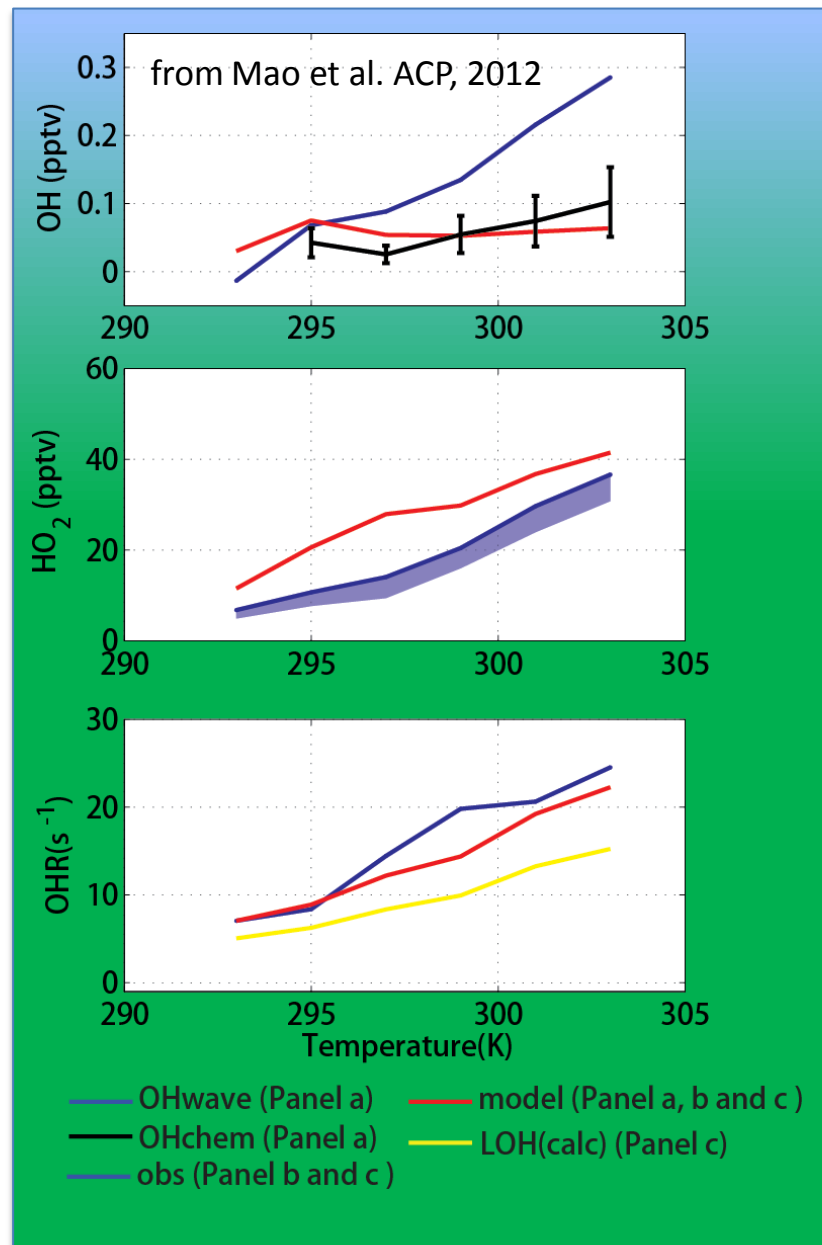 from Mao et al. ACP, 2012
OH (pptv)
0.3
0.2
0.1
0
290 295 300 305
HO2 (pptv)
60
40
20
0
290 295 300 305
OHR(s -1)
30
20
10
0
290 295 300 305
Temperature(K)
OHwave (Panel a) model (Panel a, b and c )
OHchem (Panel a) LOH(calc) (Panel c)
obs (Panel b and c )